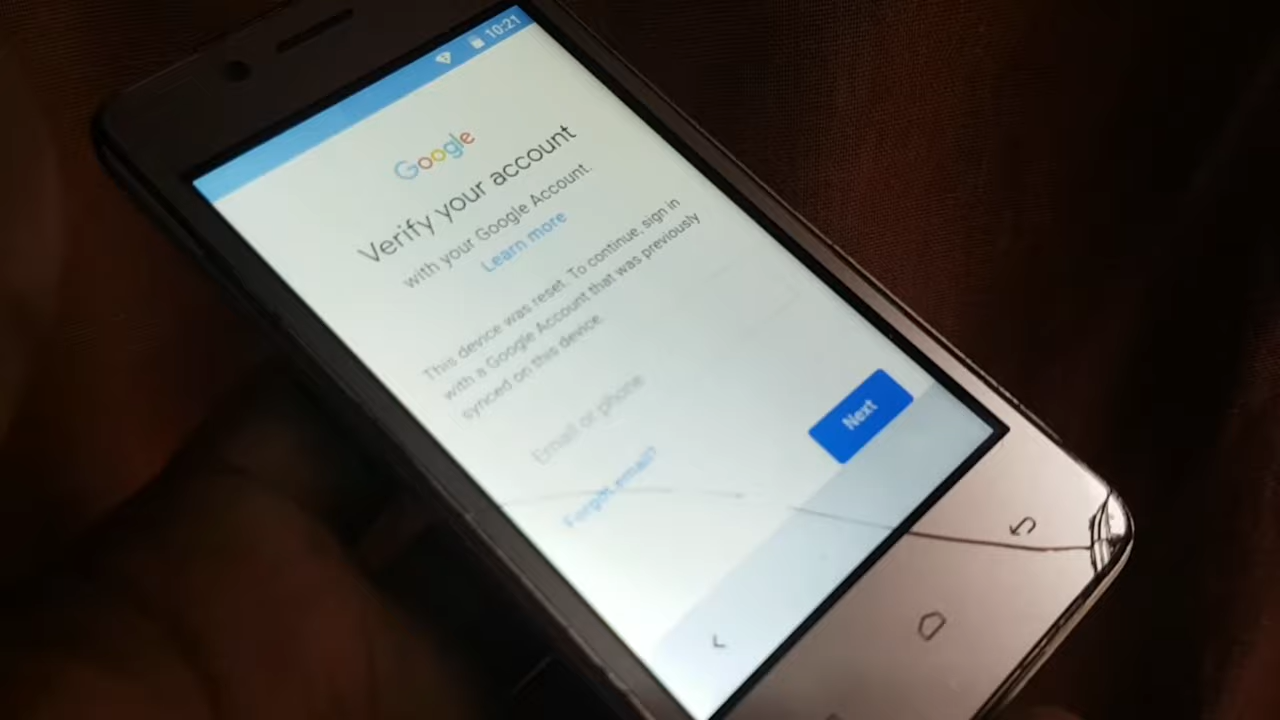 10:21
Google
Verify your account
with your Google Account.
Learn more
This device was reset. To continue, sign in
with a Google Account that was previously
synced on this device.
Email or phone
Forgot email?
Next